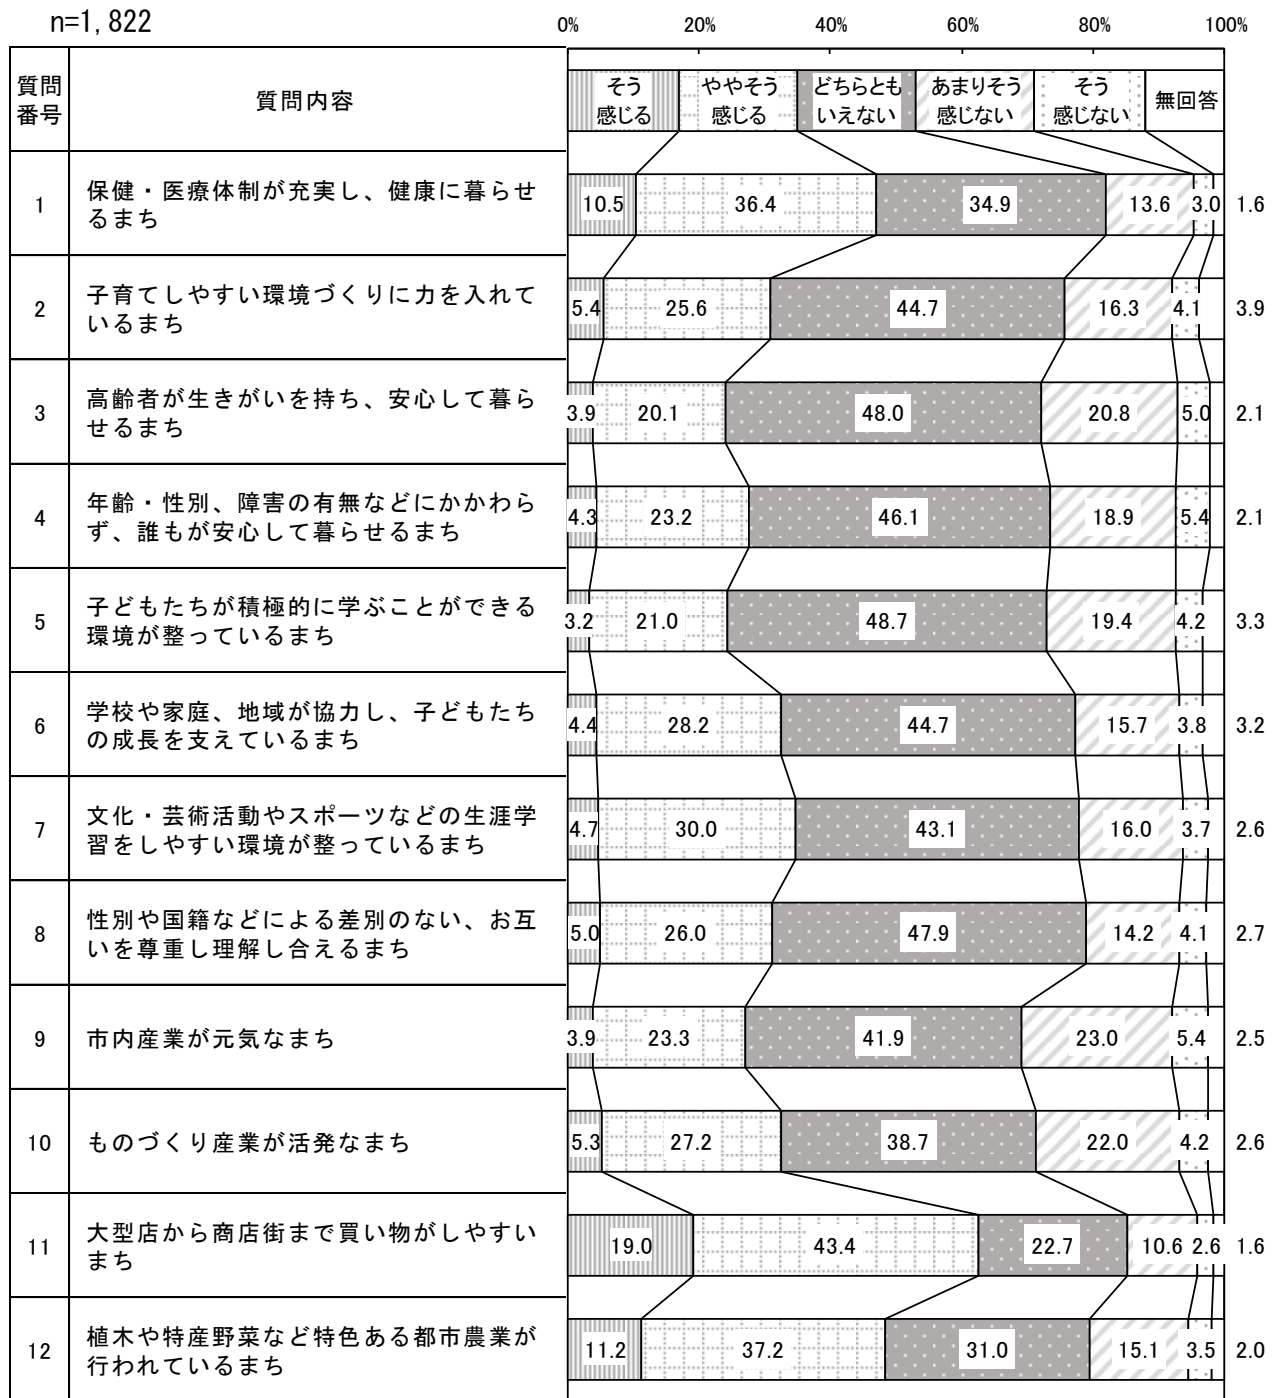 n=1,822
0% 20% 40% 60% 80% 100%
質問
番号
質問内容
そう
感じる
ややそう
感じる
どちらとも
いえない
あまりそう
感じない
そう
感じない
無回答
1
保健・医療体制が充実し、健康に暮らせ
るまち
10.5 36.4 34.9 13.6 3.0 1.6
2
子育てしやすい環境づくりに力を入れて
いるまち
5.4 25.6 44.7 16.3 4.1 3.9
3
高齢者が生きがいを持ち、安心して暮ら
せるまち
3.9 20.1 48.0 20.8 5.0 2.1
4
年齢・性別、障害の有無などにかかわら
ず、誰もが安心して暮らせるまち
4.3 23.2 46.1 18.9 5.4 2.1
5
子どもたちが積極的に学ぶことができる
環境が整っているまち
3.2 21.0 48.7 19.4 4.2 3.3
6
学校や家庭、地域が協力し、子どもたち
の成長を支えているまち
4.4 28.2 44.7 15.7 3.8 3.2
7
文化・芸術活動やスポーツなどの生涯学
習をしやすい環境が整っているまち
4.7 30.0 43.1 16.0 3.7 2.6
8
性別や国籍などによる差別のない、お互
いを尊重し理解し合えるまち
5.0 26.0 47.9 14.2 4.1 2.7
9
市内産業が元気なまち
3.9 23.3 41.9 23.0 5.4 2.5
10
ものづくり産業が活発なまち
5.3 27.2 38.7 22.0 4.2 2.6
11
大型店から商店街まで買い物がしやすい
まち
19.0 43.4 22.7 10.6 2.6 1.6
12
植木や特産野菜など特色ある都市農業が
行われているまち
11.2 37.2 31.0 15.1 3.5 2.0